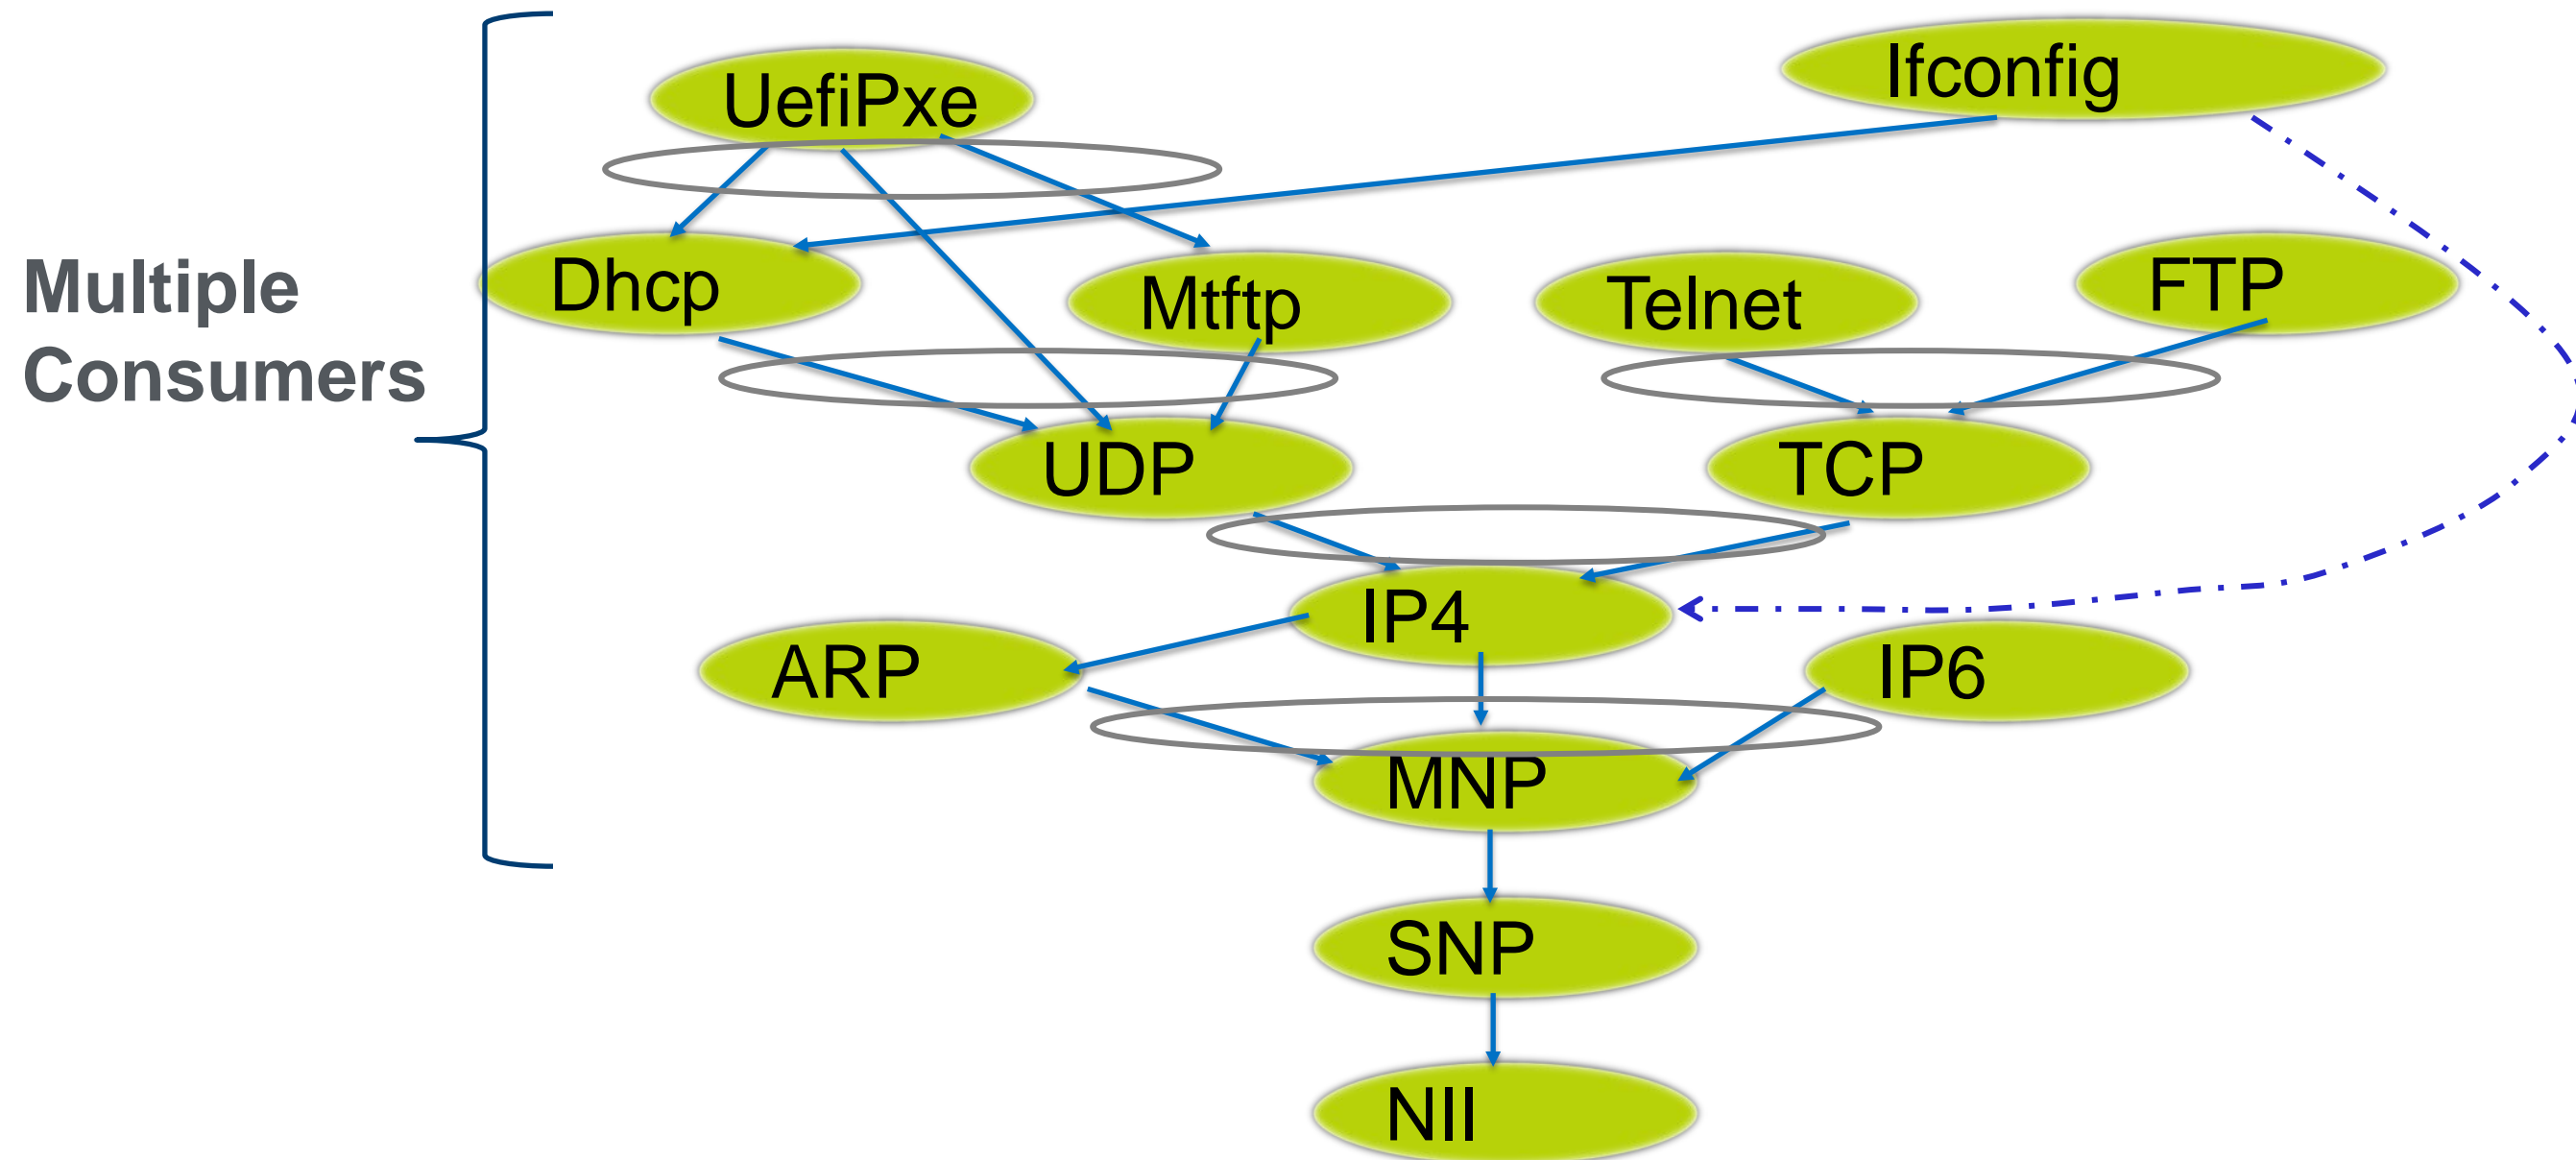 UefiPxe
Ifconfig
Multiple
Consumers
Dhcp
Mtftp
Telnet
FTP
UDP
TCP
IP4
ARP
IP6
MNP
SNP
NII